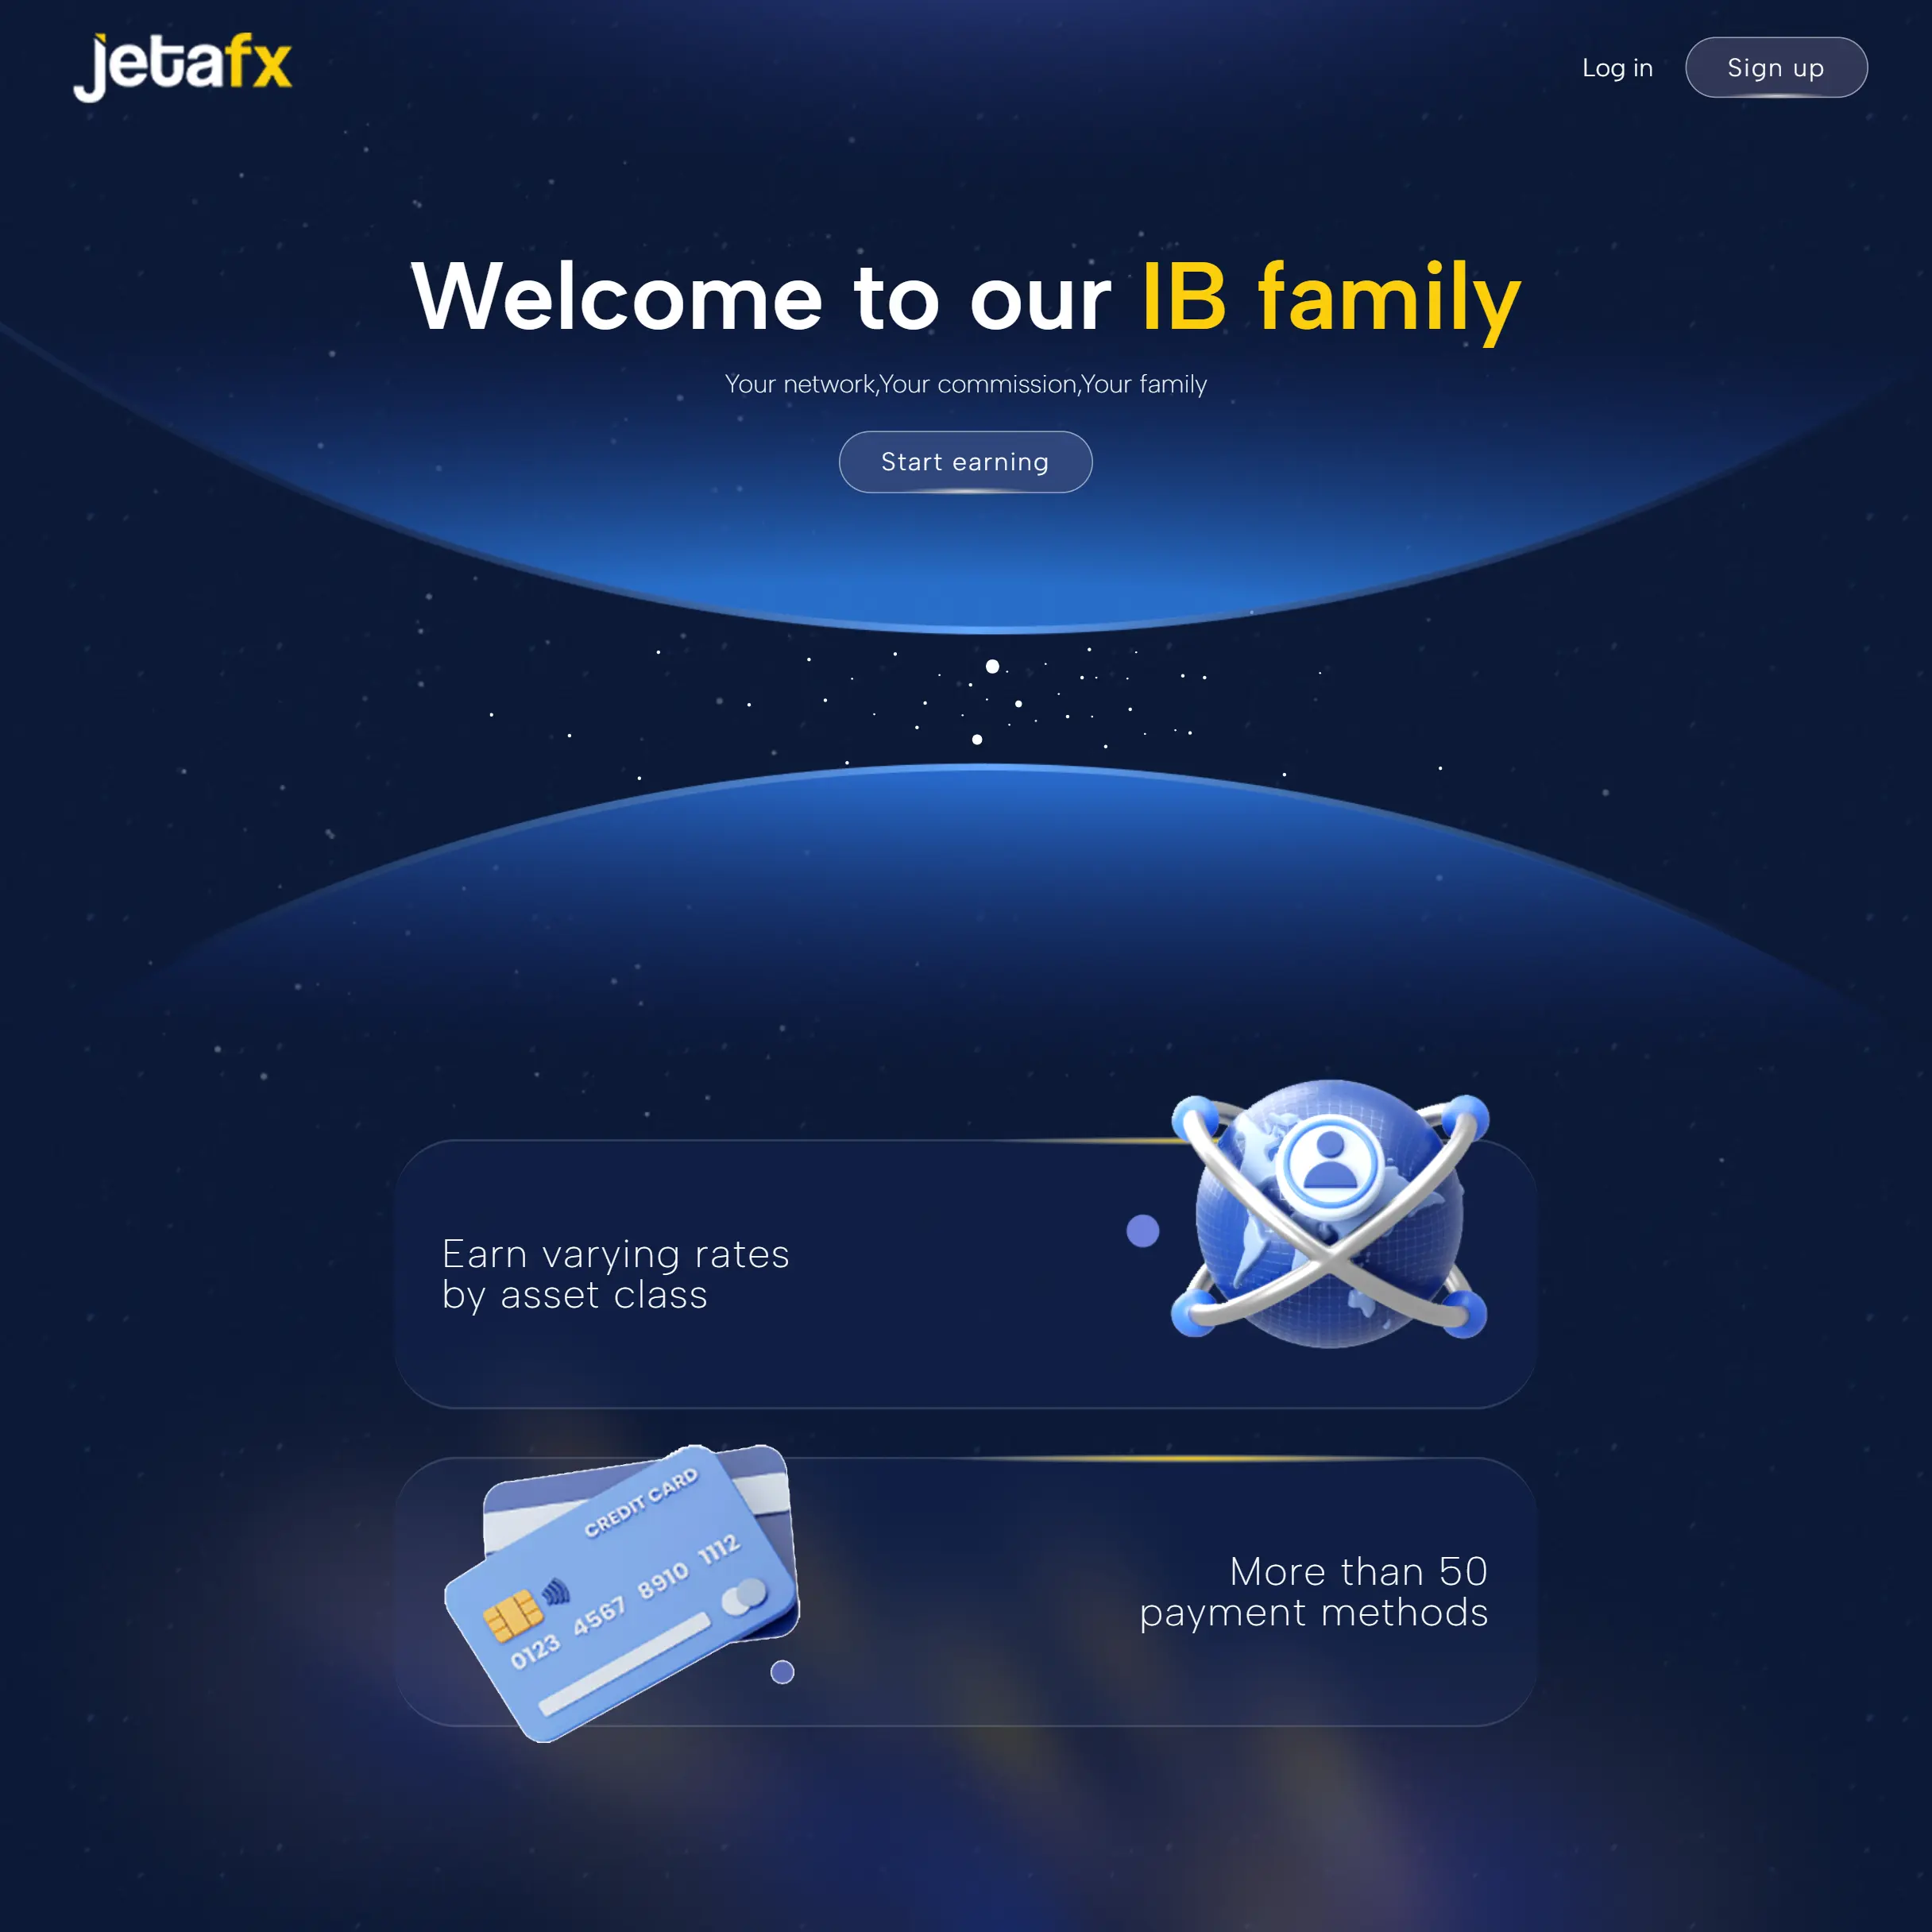 jetafx
Log in
Sign up
Welcome to our IB family
Your network,Your commission,Your family
Start earning
Earn varying rates
by asset class
CREDIT CARD
0123 4567 8910 1112
More than 50
payment methods